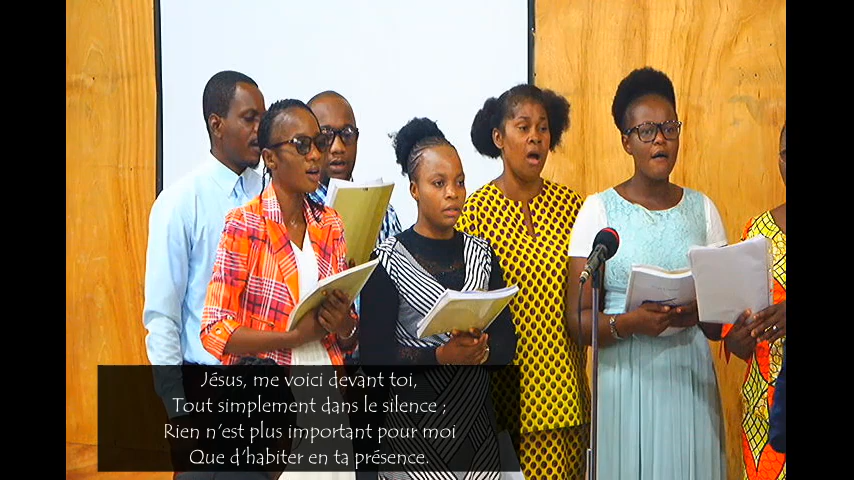 Jésus, me voici devant toi,
Tout simplement dans le silence ;
Rien n'est plus important pour moi
Que d'habiter en ta présence.